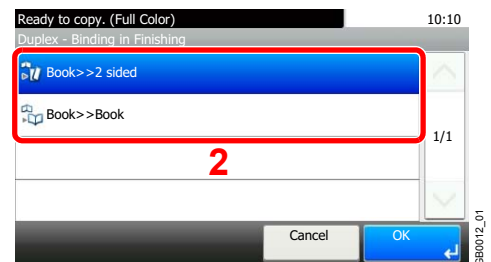 Ready to copy. (Full Color) 10:10
Duplex - Binding in Finishing
Book>>2 sided
Book>>Book
1/1
2
Cancel OK
GB0012_01